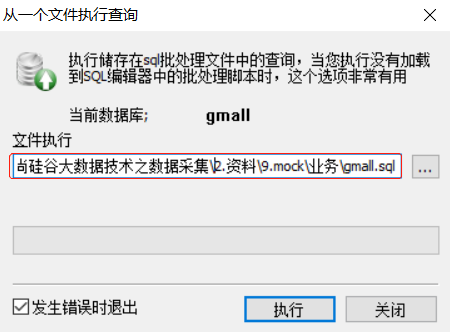 从一个文件执行查询
执行储存在sql批处理文件中的查询，当您执行没有加载
到SQL编辑器中的批处理脚本时，这个选项非常有用
当前数据库; gmall
文件执行
尚硅谷大数据技术之数据采集\2.资料\9.mock\业务\gmall.sql ...
发生错误时退出 执行 关闭